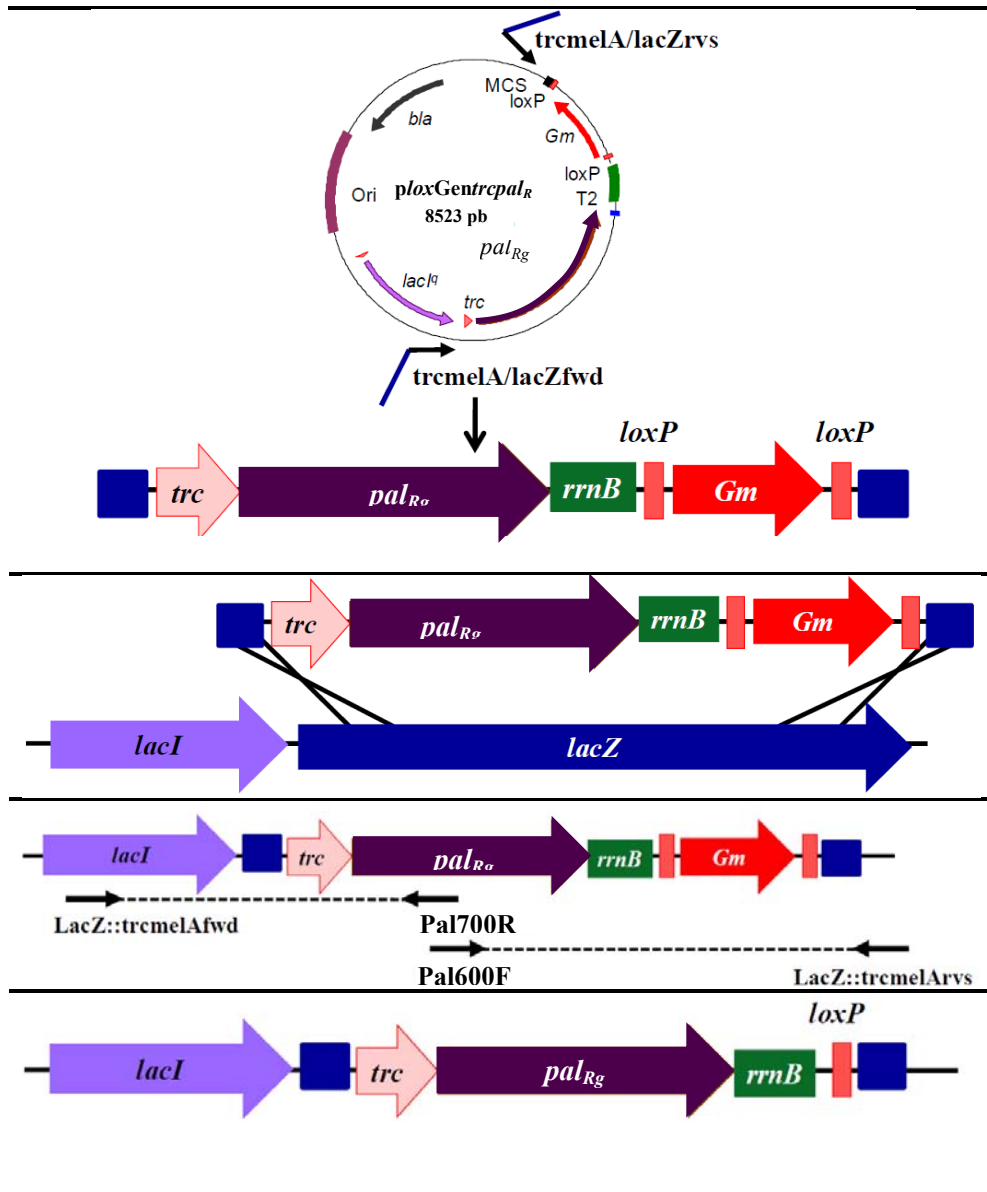 trcmelA/lacZrvs
MCS
loxP
bla
Gm
loxP
Ori
ploxGentrcpalR
T2
8523 pb
palRg
lacIq
trc
trcmelA/lacZfwd
loxP loxP
trc palRg rrnB Gm
trc palRg rrnB Gm
lacI lacZ
lacI trc palRg rrnB Gm
LacZ::trcmelAfwd Pal700R
Pal600F LacZ::trcmelArvs
loxP
lacI trc palRg rrnB